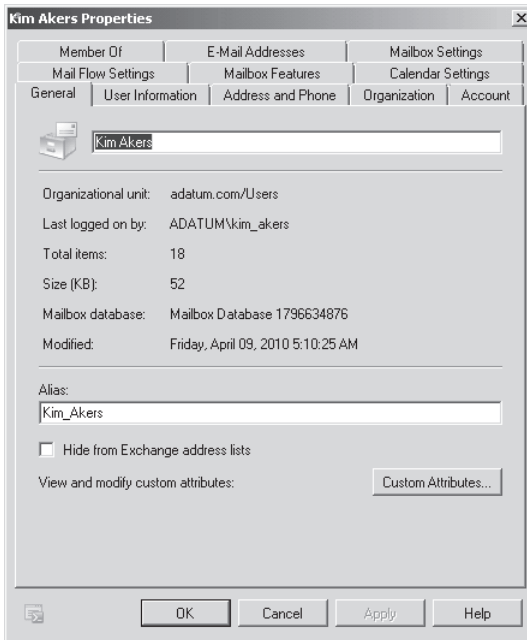 Kim Akers Properties
Member Of E-Mail Addresses Mailbox Settings
Mail Flow Settings Mailbox Features Calendar Settings
General User Information Address and Phone Organization Account
Kim Akers
Organizational unit: adatum.com/Users
Last logged on by: ADATUM\kim_akers
Total items: 18
Size (KB): 52
Mailbox database: Mailbox Database 1796634876
Modified: Friday, April 09, 2010 5:10:25 AM
Alias:
Kim_Akers
Hide from Exchange address lists
View and modify custom attributes: Custom Attributes...
OK Cancel Apply Help